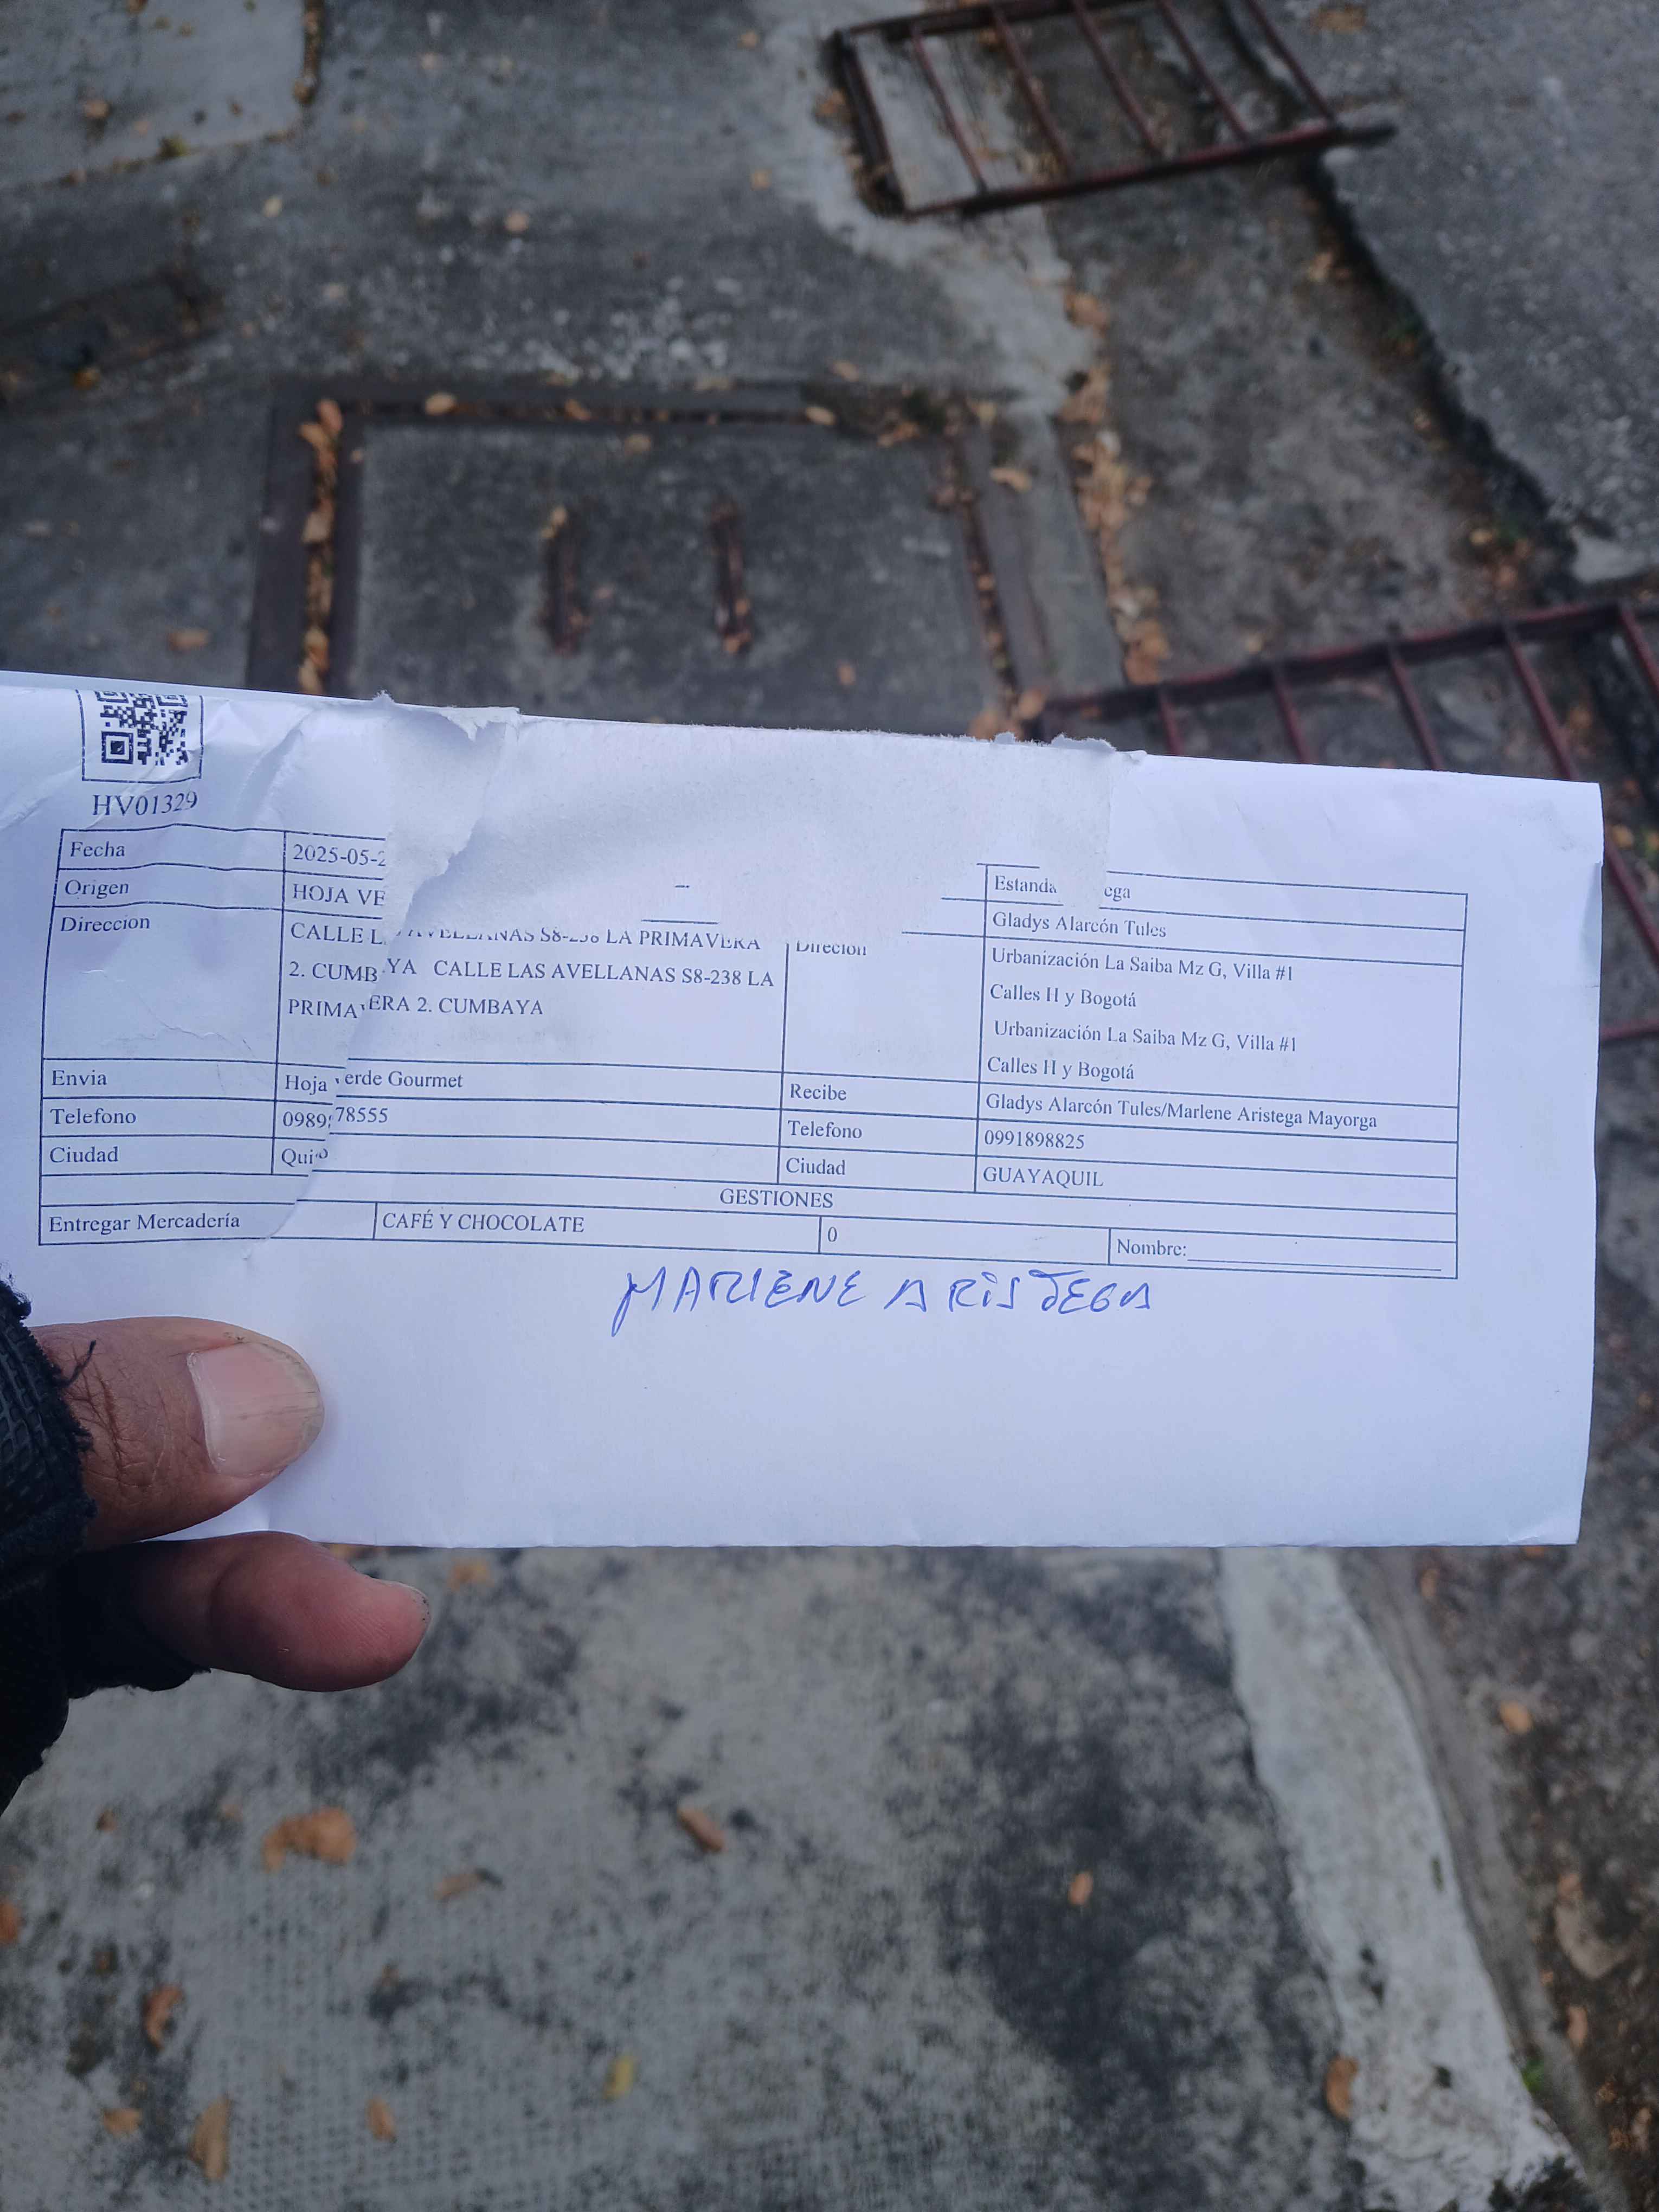 HV01329
Fecha 2025-05-2
Origen HOJA VE Estanda ega
Gladys Alarcón Tules
Direccion CALLE L AVELLANAS S8-238 LA PRIMAVERA Direcion Urbanización La Saiba Mz G, Villa #1
2. CUMB YA CALLE LAS AVELLANAS S8-238 LA Calles H y Bogotá
PRIMA ERA 2. CUMBAYA Urbanización La Saiba Mz G, Villa #1
Calles H y Bogotá
Envia Hoja erde Gourmet Recibe Gladys Alarcón Tules/Marlene Aristega Mayorga
Telefono 0989 78555 Telefono 0991898825
Ciudad Qui o Ciudad GUAYAQUIL
GESTIONES
Entregar Mercadería CAFÉ Y CHOCOLATE 0 Nombre:
MARLENE ARISTEGA